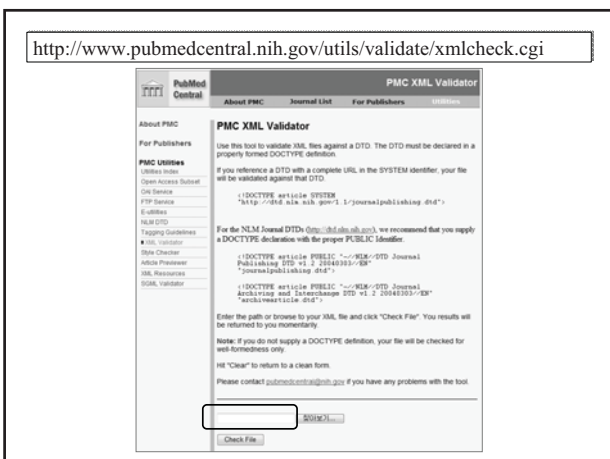 http://www.pubmedcentral.nih.gov/utils/validate/xmlcheck.cgi
PubMed
Central
PMC XML Validator
About PMC Journal List For Publishers Utilities
About PMC
For Publishers
PMC Utilities
Utilities Index
Open Access Subset
OAI Service
FTP Service
E-utilities
NLM DTD
Tagging Guidelines
XML Validator
Style Checker
Article Previewer
XML Resources
SGML Validator
PMC XML Validator
Use this tool to validate XML files against a DTD. The DTD must be declared in a
properly formed DOCTYPE definition.
If you reference a DTD with a complete URL in the SYSTEM identifier, your file
will be validated against that DTD.
<!DOCTYPE article SYSTEM
"http://dtd.nlm.nih.gov/1.1/journalpublishing.dtd">
For the NLM Journal DTDs (http://dtd.nlm.nih.gov), we recommend that you supply
a DOCTYPE declaration with the proper PUBLIC Identifier.
<!DOCTYPE article PUBLIC "-//NLM//DTD Journal
Publishing DTD v1.2 20040303//EN"
"journalpublishing.dtd">
<!DOCTYPE article PUBLIC "-//NLM//DTD Journal
Archiving and Interchange DTD v1.2 20040303//EN"
"archivearticle.dtd">
Enter the path or browse to your XML file and click "Check File". You results will
be returned to you momentarily.
Note: If you do not supply a DOCTYPE definition, your file will be checked for
well-formedness only.
Hit "Clear" to return to a clean form.
Please contact pubmedcentral@nih.gov if you have any problems with the tool.
찾아보기...
Check File